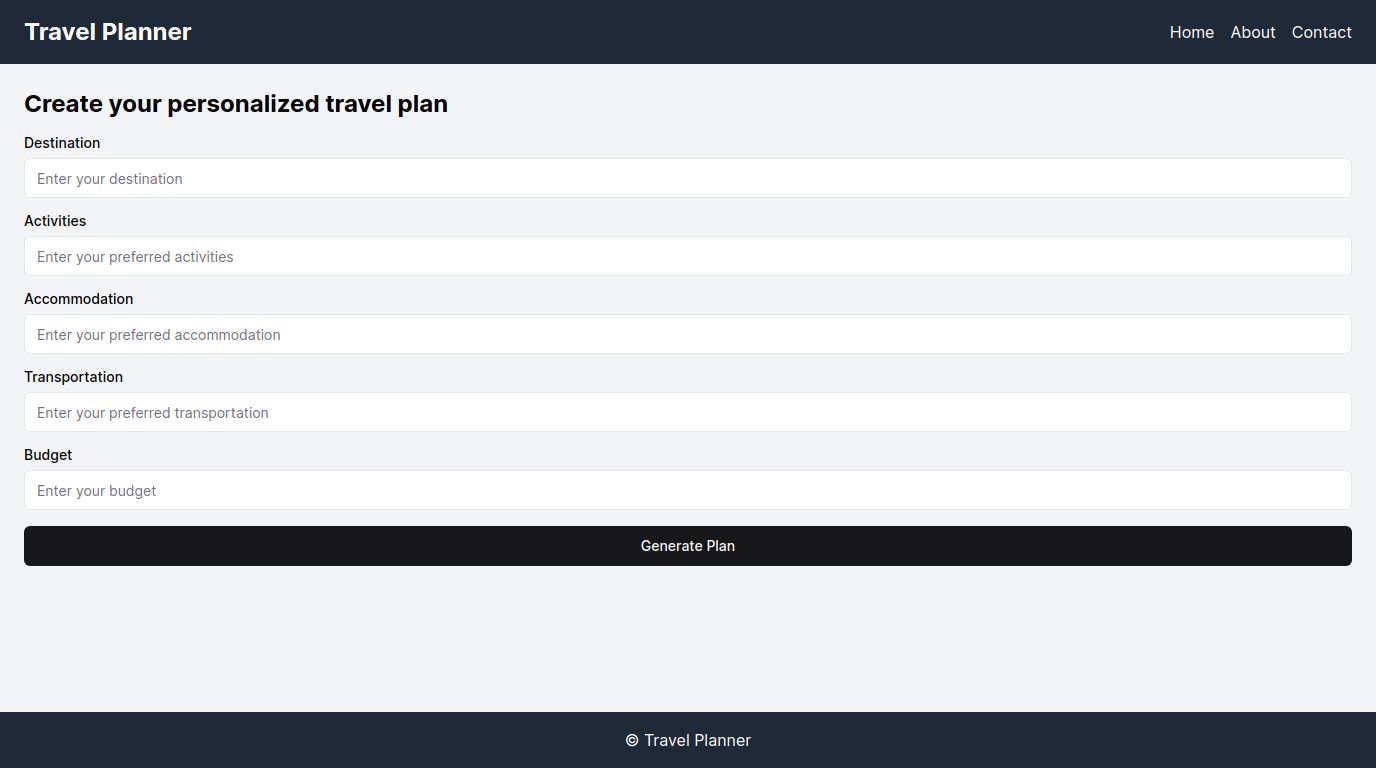 Travel Planner
Home About Contact
Create your personalized travel plan
Destination
Enter your destination
Activities
Enter your preferred activities
Accommodation
Enter your preferred accommodation
Transportation
Enter your preferred transportation
Budget
Enter your budget
Generate Plan
© Travel Planner